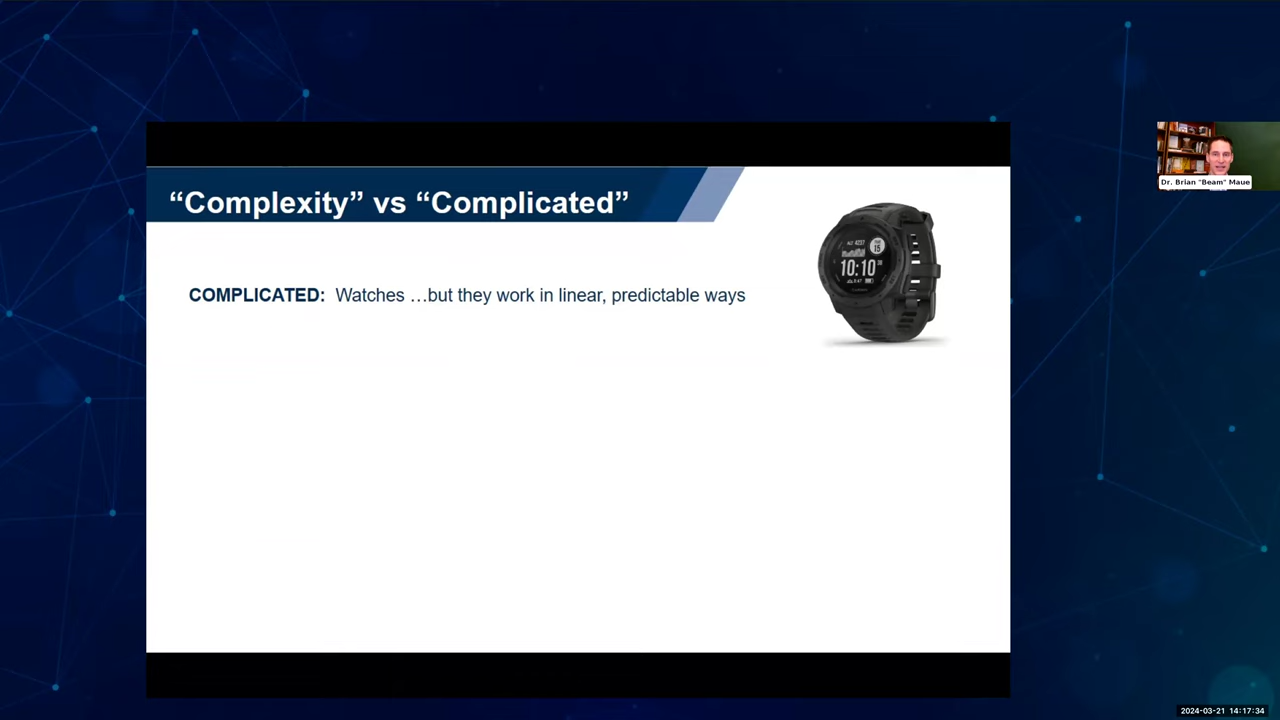 “Complexity” vs “Complicated”
COMPLICATED: Watches …but they work in linear, predictable ways
10:10
15
Dr. Brian "Beam" Maue
2024-03-21 14:17:34